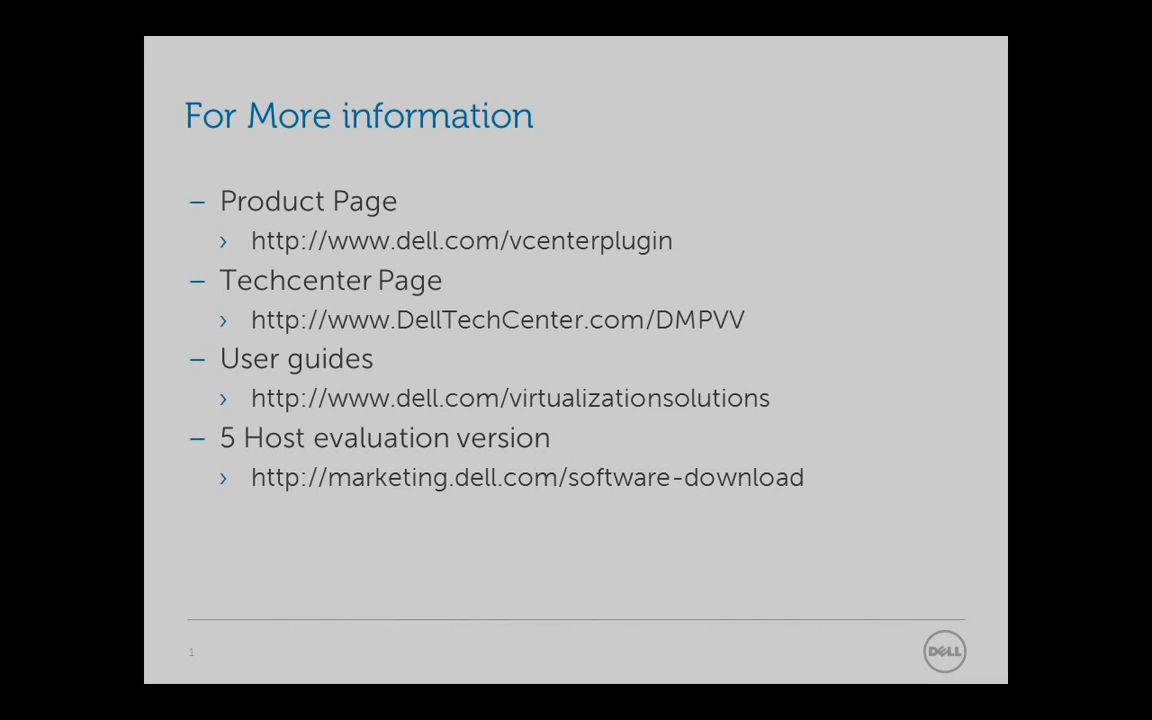 For More information
– Product Page
› http://www.dell.com/vcenterplugin
– Techcenter Page
› http://www.DellTechCenter.com/DMPVV
– User guides
› http://www.dell.com/virtualizationsolutions
– 5 Host evaluation version
› http://marketing.dell.com/software-download
1
DELL